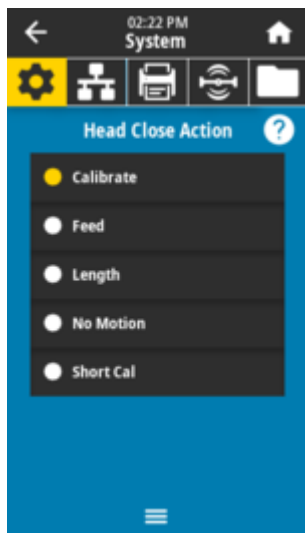 02:22 PM
System
Head Close Action
?
Calibrate
Feed
Length
No Motion
Short Cal